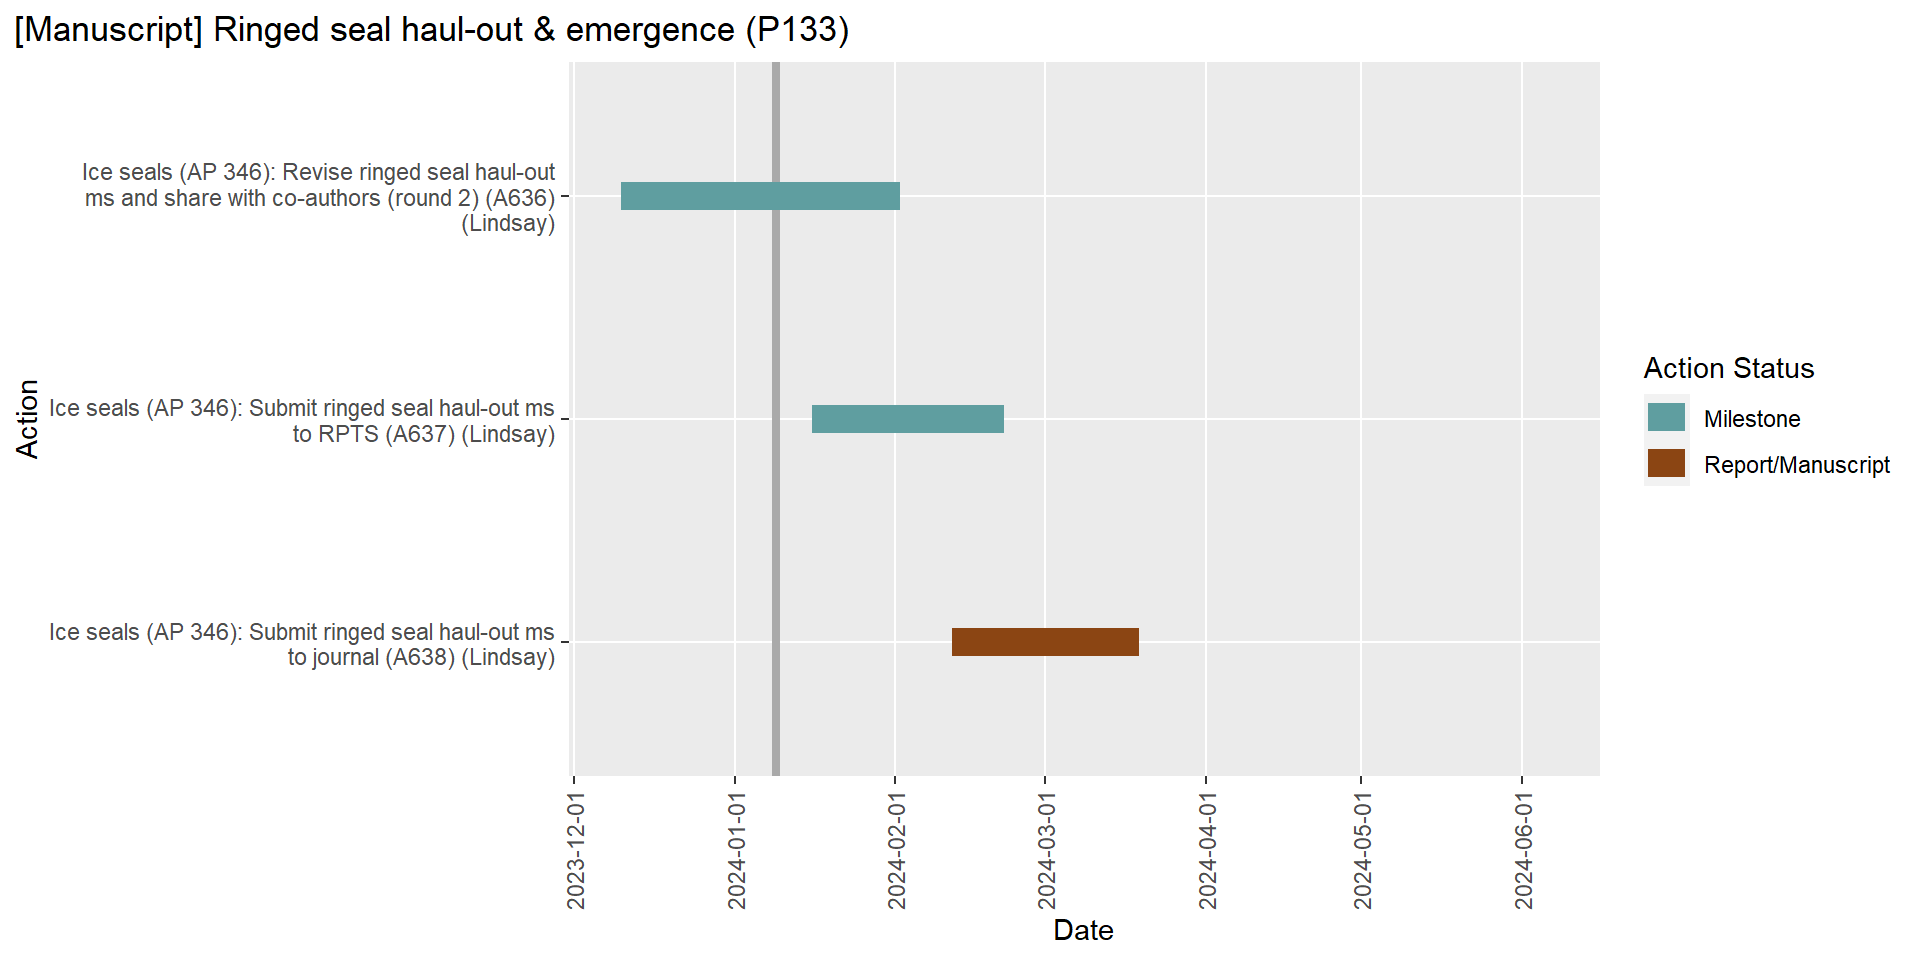 [Manuscript] Ringed seal haul-out & emergence (P133)
Ice seals (AP 346): Revise ringed seal haul-out
ms and share with co-authors (round 2) (A636)
(Lindsay)
Ice seals (AP 346): Submit ringed seal haul-out ms
to RPTS (A637) (Lindsay)
Ice seals (AP 346): Submit ringed seal haul-out ms
to journal (A638) (Lindsay)
Action
2023-12-01
2024-01-01
2024-02-01
2024-03-01
2024-04-01
2024-05-01
2024-06-01
Date
Action Status
Milestone
Report/Manuscript